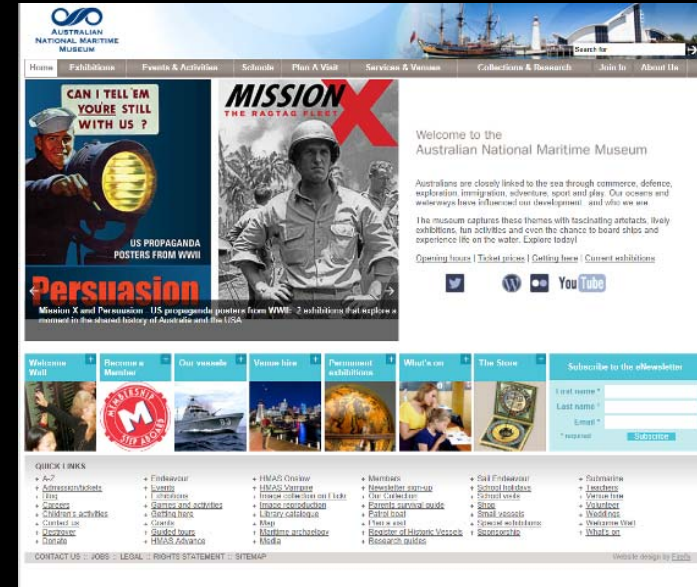 AUSTRALIAN
NATIONAL MARITIME
MUSEUM
Search for
Home Exhibitions Events & Activities Schools Plan A Visit Services & Venues Collections & Research Join In About Us
CAN I TELL 'EM
YOU'RE STILL
WITH US ?
US PROPAGANDA
POSTERS FROM WWII
Persuasion
MISSION X
THE RAGTAG FLEET
Mission X and Persuasion - US propaganda posters from WWII: 2 exhibitions that explore a
moment in the shared history of Australia and the USA
Welcome to the
Australian National Maritime Museum
Australians are closely linked to the sea through commerce, defence,
exploration, immigration, adventure, sport and play. Our oceans and
waterways have influenced our development and who we are.
The museum captures these themes with fascinating artefacts, lively
exhibitions, fun activities and even the chance to board ships and
experience life on the water. Explore today!
Opening hours | Ticket prices | Getting here | Current exhibitions
You Tube
Welcome
Wall
Become a
Member
MEMBERSHIP
M
STEP ABOARD
Our vessels
83
Venue hire
Permanent
exhibitions
What's on
The Store
Subscribe to the eNewsletter
First name *
Last name *
Email *
* required Subscribe
QUICK LINKS
+ A-Z
+ Admission/tickets
+ Blog
+ Careers
+ Children's activities
+ Contact us
+ Destroyer
+ Donate
+ Endeavour
+ Events
+ Exhibitions
+ Games and activities
+ Getting here
+ Grants
+ Guided tours
+ HMAS Advance
+ HMAS Onslow
+ HMAS Vampire
+ Image collection on Flickr
+ Image reproduction
+ Library catalogue
+ Map
+ Maritime archaeology
+ Media
+ Members
+ Newsletter sign-up
+ Our Collection
+ Parents survival guide
+ Patrol boat
+ Plan a visit
+ Register of Historic Vessels
+ Research guides
+ Sail Endeavour
+ School holidays
+ School visits
+ Shop
+ Small vessels
+ Special exhibitions
+ Sponsorship
+ Submarine
+ Teachers
+ Venue hire
+ Volunteer
+ Weddings
+ Welcome Wall
+ What's on
CONTACT US :: JOBS :: LEGAL :: RIGHTS STATEMENT :: SITEMAP
Website design by